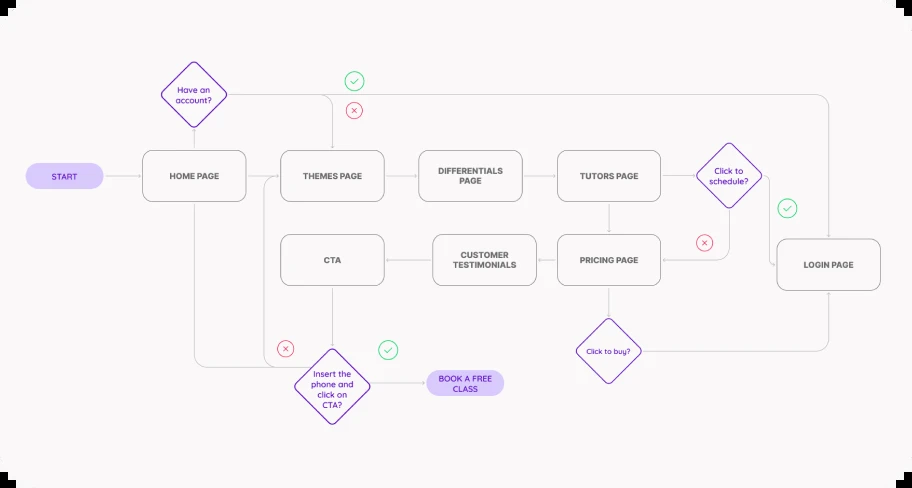 Have an
account?
START
HOME PAGE
THEMES PAGE
DIFFERENTIALS
PAGE
TUTORS PAGE
Click to
schedule?
CTA
CUSTOMER
TESTIMONIALS
PRICING PAGE
LOGIN PAGE
Click to buy?
Insert the
phone and
click on
CTA?
BOOK A FREE
CLASS